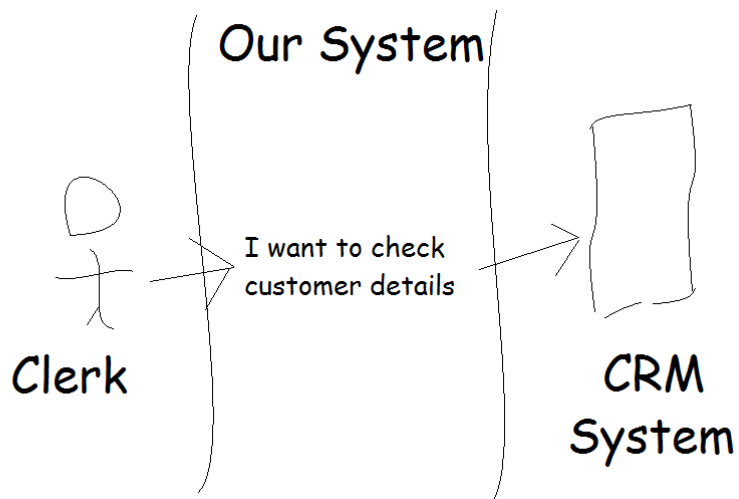 Our System
I want to check
customer details
Clerk
CRM
System